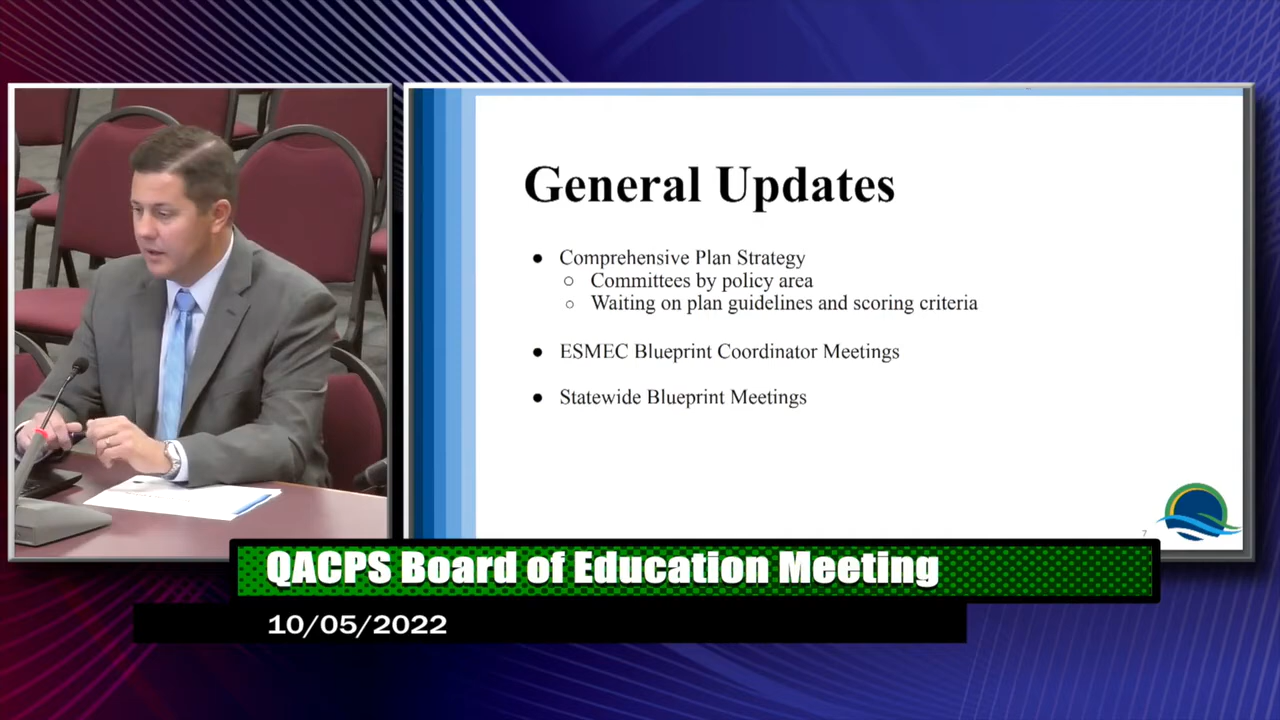 General Updates
● Comprehensive Plan Strategy
○ Committees by policy area
○ Waiting on plan guidelines and scoring criteria
● ESMEC Blueprint Coordinator Meetings
● Statewide Blueprint Meetings
7
QACPS Board of Education Meeting
10/05/2022